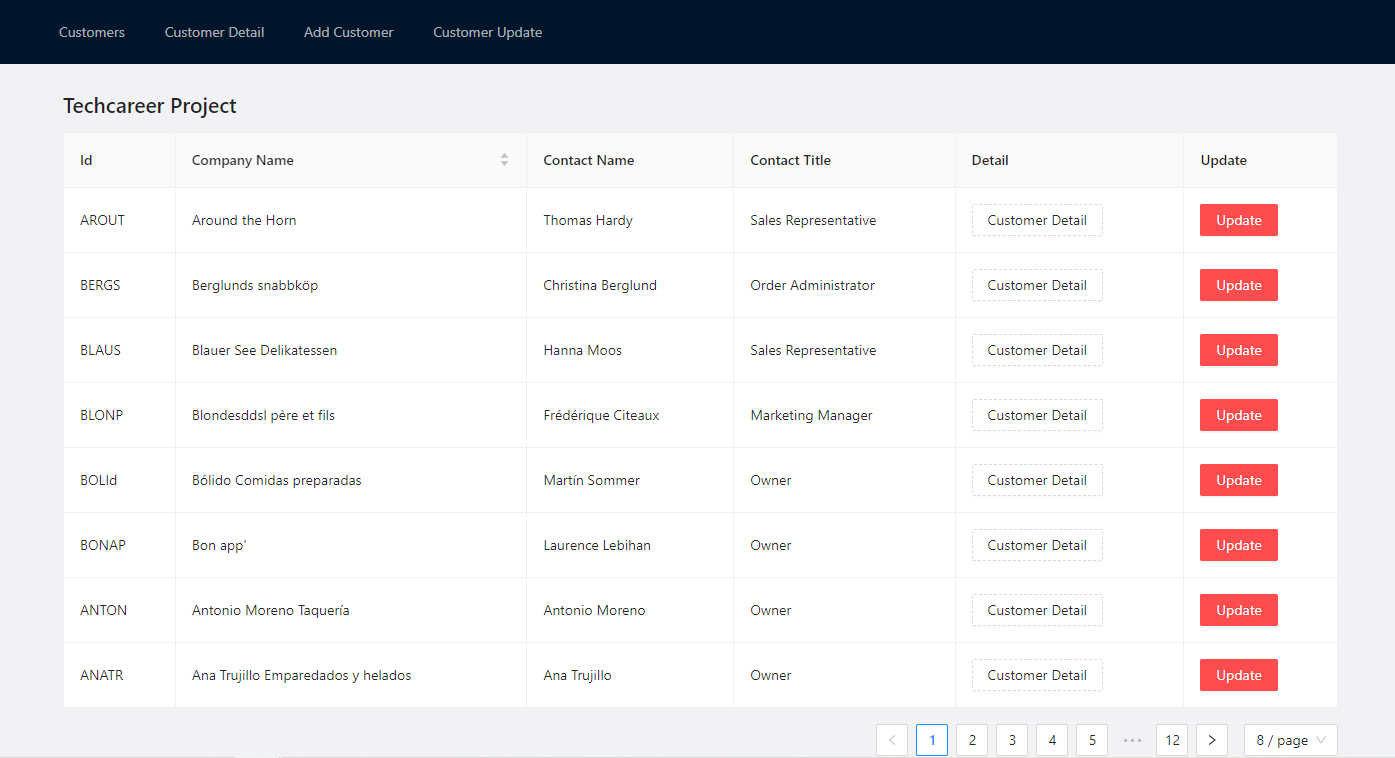 Customers Customer Detail Add Customer Customer Update
Techcareer Project
Id Company Name Contact Name Contact Title Detail Update
AROUT Around the Horn Thomas Hardy Sales Representative Customer Detail Update
BERGS Berglunds snabbköp Christina Berglund Order Administrator Customer Detail Update
BLAUS Blauer See Delikatessen Hanna Moos Sales Representative Customer Detail Update
BLONP Blondesddsl père et fils Frédérique Citeaux Marketing Manager Customer Detail Update
BOLId Bólido Comidas preparadas Martín Sommer Owner Customer Detail Update
BONAP Bon app' Laurence Lebihan Owner Customer Detail Update
ANTON Antonio Moreno Taquería Antonio Moreno Owner Customer Detail Update
ANATR Ana Trujillo Emparedados y helados Ana Trujillo Owner Customer Detail Update
< 1 2 3 4 5 ••• 12 > 8 / page